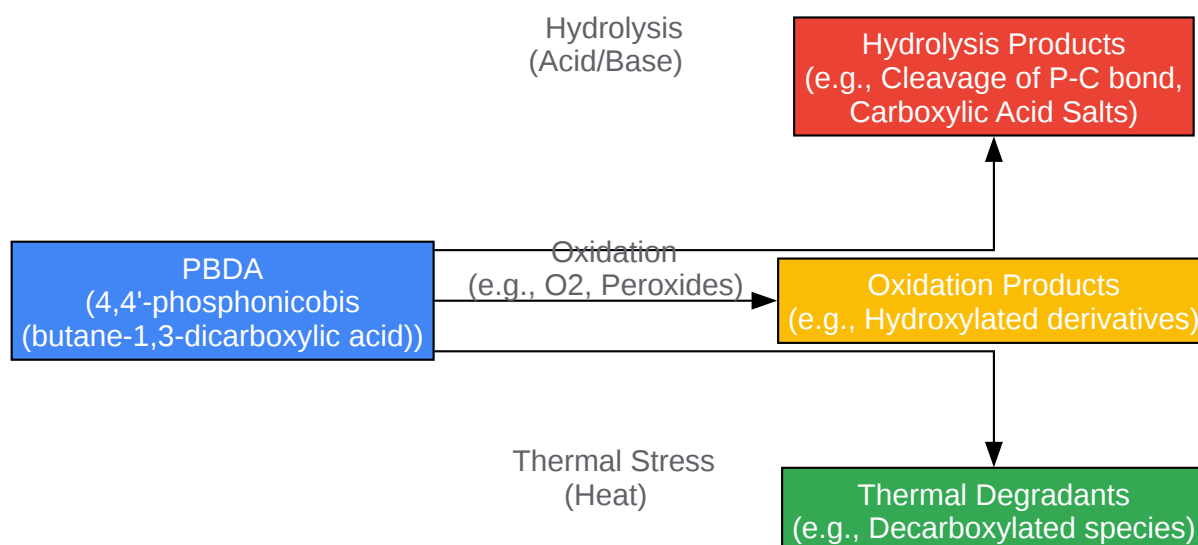 Hydrolysis
(Acid/Base)
Hydrolysis Products
(e.g., Cleavage of P-C bond,
Carboxylic Acid Salts)
PBDA
(4,4'-phosphonicobis
(butane-1,3-dicarboxylic acid))
Oxidation
(e.g., O2, Peroxides)
Oxidation Products
(e.g., Hydroxylated derivatives)
Thermal Stress
(Heat)
Thermal Degradants
(e.g., Decarboxylated species)